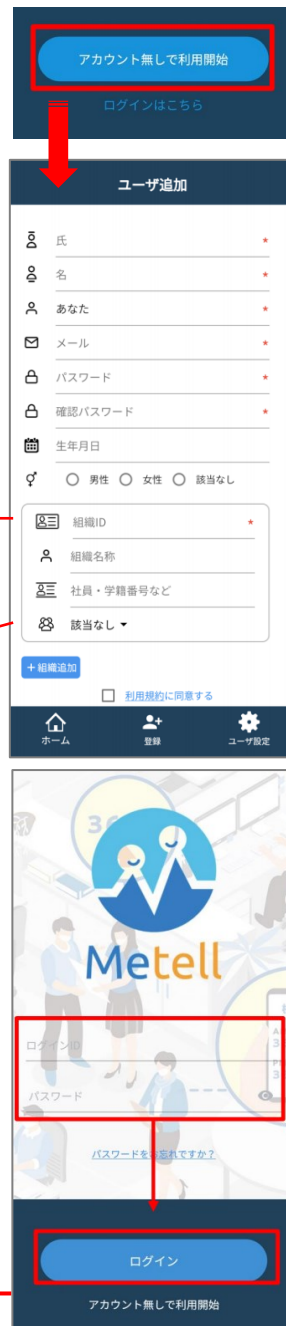 アカウント無しで利用開始
ログインはこちら
ユーザ追加
氏 *
名 *
あなた *
メール *
パスワード *
確認パスワード *
生年月日
男性 女性 該当なし
組織ID *
組織名称
社員・学籍番号など
該当なし
+組織追加
利用規約に同意する
ホーム 登録 ユーザ設定
36
Metell
ログインID
パスワード
パスワードをお忘れですか?
ログイン
アカウント無しで利用開始